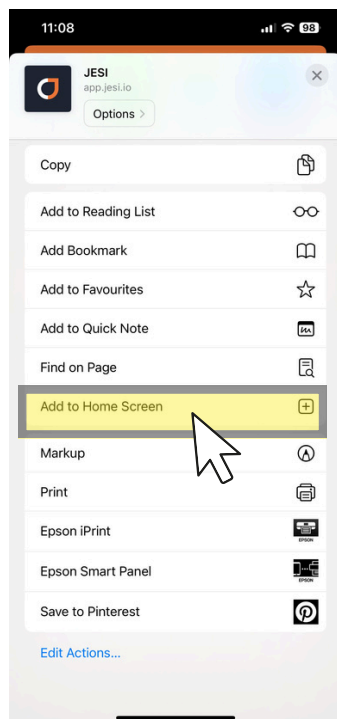 11:08
98
JESI
app.jesi.io
Options >
Copy
Add to Reading List
Add Bookmark
Add to Favourites
Add to Quick Note
Find on Page
Add to Home Screen
Markup
Print
Epson iPrint
EPSON
Epson Smart Panel
EPSON
Save to Pinterest
Edit Actions...